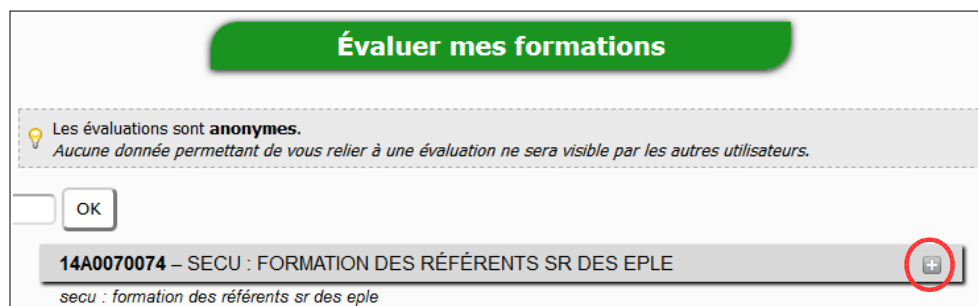 Évaluer mes formations
Les évaluations sont anonymes.
Aucune donnée permettant de vous relier à une évaluation ne sera visible par les autres utilisateurs.
OK
14A0070074 – SECU : FORMATION DES RÉFÉRENTS SR DES EPLE
secu : formation des référents sr des eple